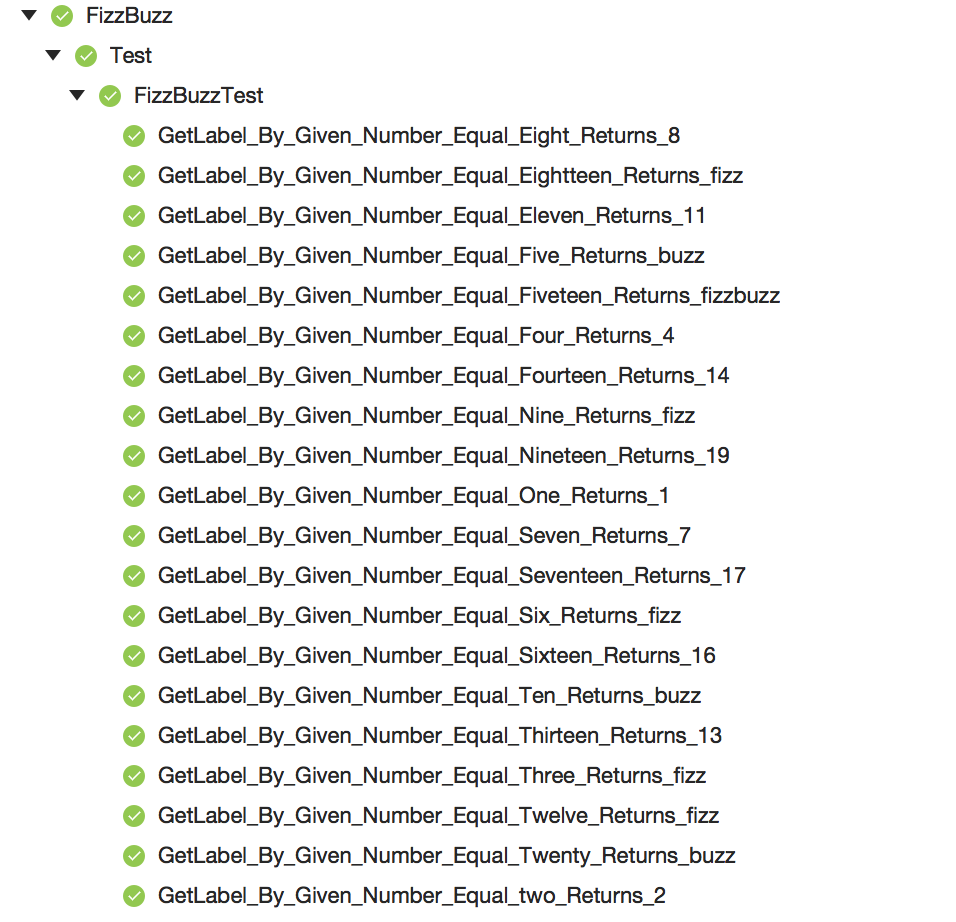 FizzBuzz
Test
FizzBuzzTest
GetLabel_By_Given_Number_Equal_Eight_Returns_8
GetLabel_By_Given_Number_Equal_Eightteen_Returns_fizz
GetLabel_By_Given_Number_Equal_Eleven_Returns_11
GetLabel_By_Given_Number_Equal_Five_Returns_buzz
GetLabel_By_Given_Number_Equal_Fiveteen_Returns_fizzbuzz
GetLabel_By_Given_Number_Equal_Four_Returns_4
GetLabel_By_Given_Number_Equal_Fourteen_Returns_14
GetLabel_By_Given_Number_Equal_Nine_Returns_fizz
GetLabel_By_Given_Number_Equal_Nineteen_Returns_19
GetLabel_By_Given_Number_Equal_One_Returns_1
GetLabel_By_Given_Number_Equal_Seven_Returns_7
GetLabel_By_Given_Number_Equal_Seventeen_Returns_17
GetLabel_By_Given_Number_Equal_Six_Returns_fizz
GetLabel_By_Given_Number_Equal_Sixteen_Returns_16
GetLabel_By_Given_Number_Equal_Ten_Returns_buzz
GetLabel_By_Given_Number_Equal_Thirteen_Returns_13
GetLabel_By_Given_Number_Equal_Three_Returns_fizz
GetLabel_By_Given_Number_Equal_Twelve_Returns_fizz
GetLabel_By_Given_Number_Equal_Twenty_Returns_buzz
GetLabel_By_Given_Number_Equal_two_Returns_2